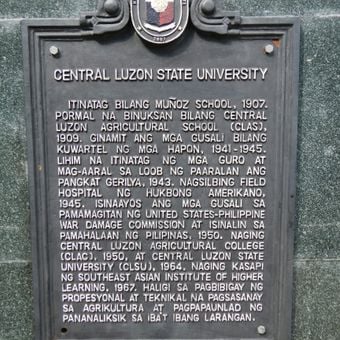 CENTRAL LUZON STATE UNIVERSITY
ITINATAG BILANG MUÑOZ SCHOOL, 1907.
PORMAL NA BINUKSAN BILANG CENTRAL
LUZON AGRICULTURAL SCHOOL (CLAS),
1909. GINAMIT ANG MGA GUSALI BILANG
KUWARTEL NG MGA HAPON, 1941-1945.
LIHIM NA ITINATAG NG MGA GURO AT
MAG-AARAL SA LOOB NG PAARALAN ANG
PANGKAT GERILYA, 1943. NAGSILBING FIELD
HOSPITAL NG HUKBONG AMERIKANO,
1945. ISINAAYOS ANG MGA GUSALI SA
PAMAMAGITAN NG UNITED STATES-PHILIPPINE
WAR DAMAGE COMMISSION AT ISINALIN SA
PAMAHALAAN NG PILIPINAS, 1950. NAGING
CENTRAL LUZON AGRICULTURAL COLLEGE
(CLAC), 1950, AT CENTRAL LUZON STATE
UNIVERSITY (CLSU), 1964. NAGING KASAPI
NG SOUTHEAST ASIAN INSTITUTE OF HIGHER
LEARNING, 1967. HALIGI SA PAGBIBIGAY NG
PROPESYONAL AT TEKNIKAL NA PAGSASANAY
SA AGRIKULTURA AT PAGPAPAUNLAD NG
PANANALIKSIK SA IBA'T IBANG LARANGAN.